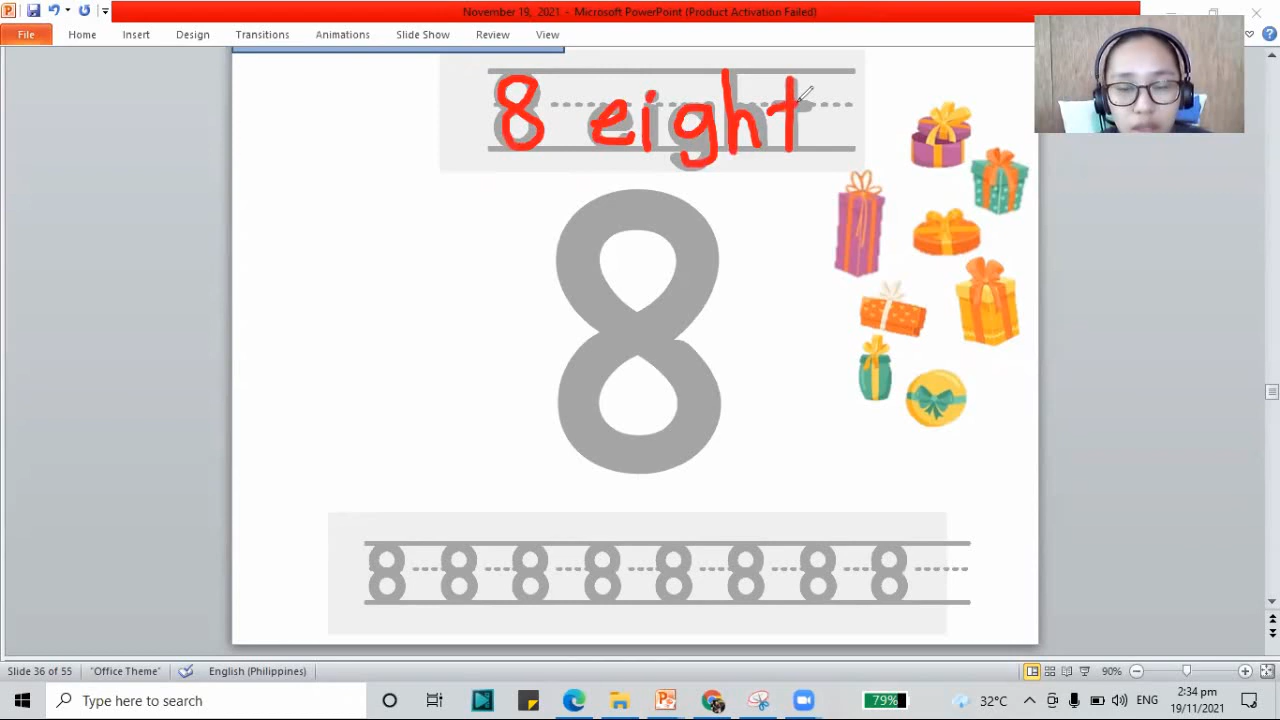 November 19, 2021 - Microsoft PowerPoint (Product Activation Failed)
File Home Insert Design Transitions Animations Slide Show Review View
8 eight
8
8 8 8 8 8 8 8 8
Slide 36 of 55 "Office Theme" English (Philippines) 90%
Type here to search 79% 32°C ENG 2:34 pm
19/11/2021